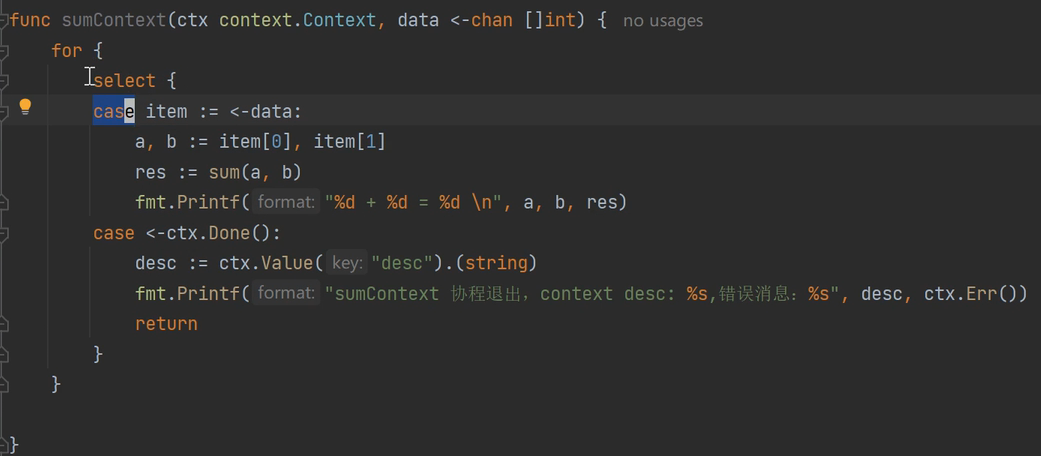 func sumContext(ctx context.Context, data <-chan []int) { no usages
for {
select {
case item := <-data:
a, b := item[0], item[1]
res := sum(a, b)
fmt.Printf( format: "%d + %d = %d \n", a, b, res)
case <-ctx.Done():
desc := ctx.Value( key: "desc").(string)
fmt.Printf( format: "sumContext 协程退出，context desc: %s,错误消息：%s", desc, ctx.Err())
return
}
}
}